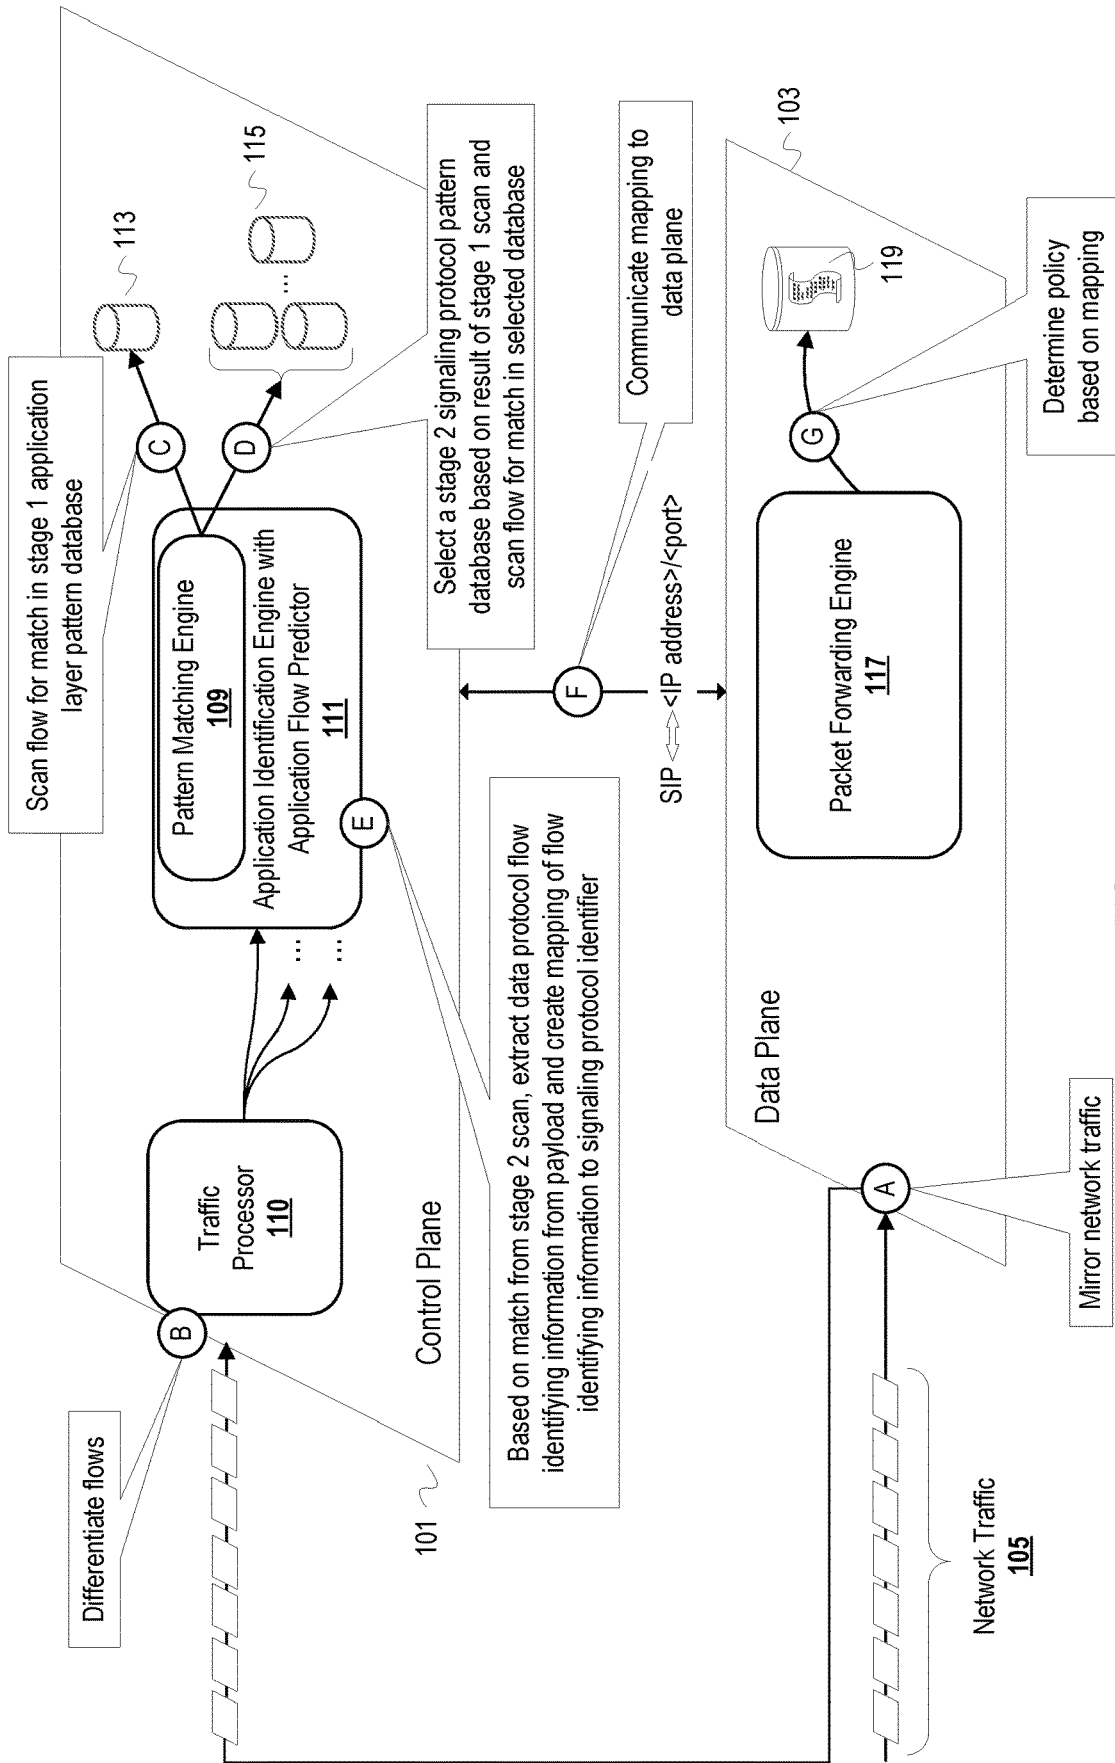 Scan flow for match in stage 1 application
layer pattern database
113
115
C
D
Pattern Matching Engine
109
Application Identification Engine with
Application Flow Predictor
111
E
Select a stage 2 signaling protocol pattern
database based on result of stage 1 scan and
scan flow for match in selected database
...
...
...
Traffic
Processor
110
B
Differentiate flows
Control Plane
101
Based on match from stage 2 scan, extract data protocol flow
identifying information from payload and create mapping of flow
identifying information to signaling protocol identifier
F
Communicate mapping to
data plane
SIP <IP address>/<port>
Data Plane
103
119
G
Packet Forwarding Engine
117
Determine policy
based on mapping
A
Mirror network traffic
Network Traffic
105